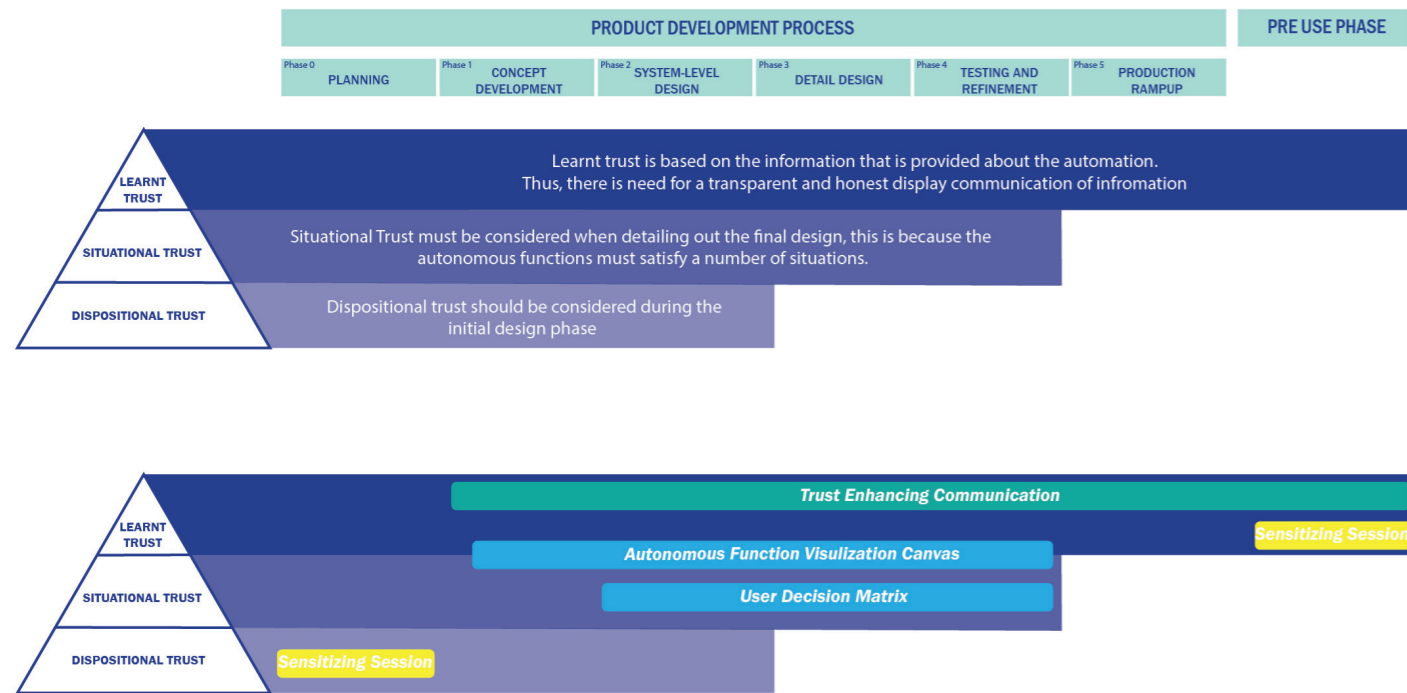 PRODUCT DEVELOPMENT PROCESS
PRE USE PHASE
Phase 0
PLANNING
Phase 1
CONCEPT
DEVELOPMENT
Phase 2
SYSTEM-LEVEL
DESIGN
Phase 3
DETAIL DESIGN
Phase 4
TESTING AND
REFINEMENT
Phase 5
PRODUCTION
RAMPUP
LEARNT
TRUST
Learnt trust is based on the information that is provided about the automation.
Thus, there is need for a transparent and honest display communication of infromation
SITUATIONAL TRUST
Situational Trust must be considered when detailing out the final design, this is because the
autonomous functions must satisfy a number of situations.
DISPOSITIONAL TRUST
Dispositional trust should be considered during the
initial design phase
Trust Enhancing Communication
LEARNT
TRUST
Sensitizing Session
Autonomous Function Visulization Canvas
SITUATIONAL TRUST
User Decision Matrix
DISPOSITIONAL TRUST
Sensitizing Session